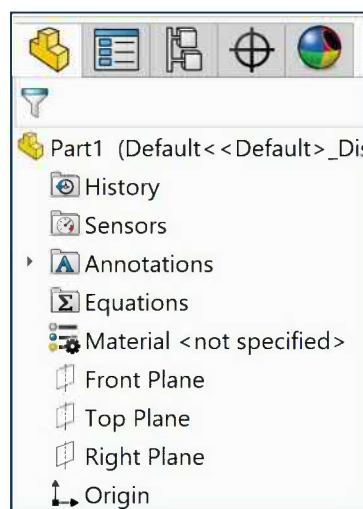 Part1 (Default<<Default>_Dis
History
Sensors
Annotations
Equations
Material <not specified>
Front Plane
Top Plane
Right Plane
Origin